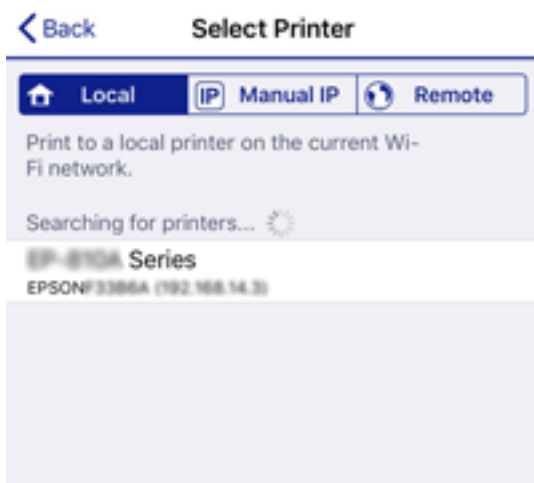 Back Select Printer
Local IP Manual IP Remote
Print to a local printer on the current Wi-
Fi network.
Searching for printers...
Series
EPSON